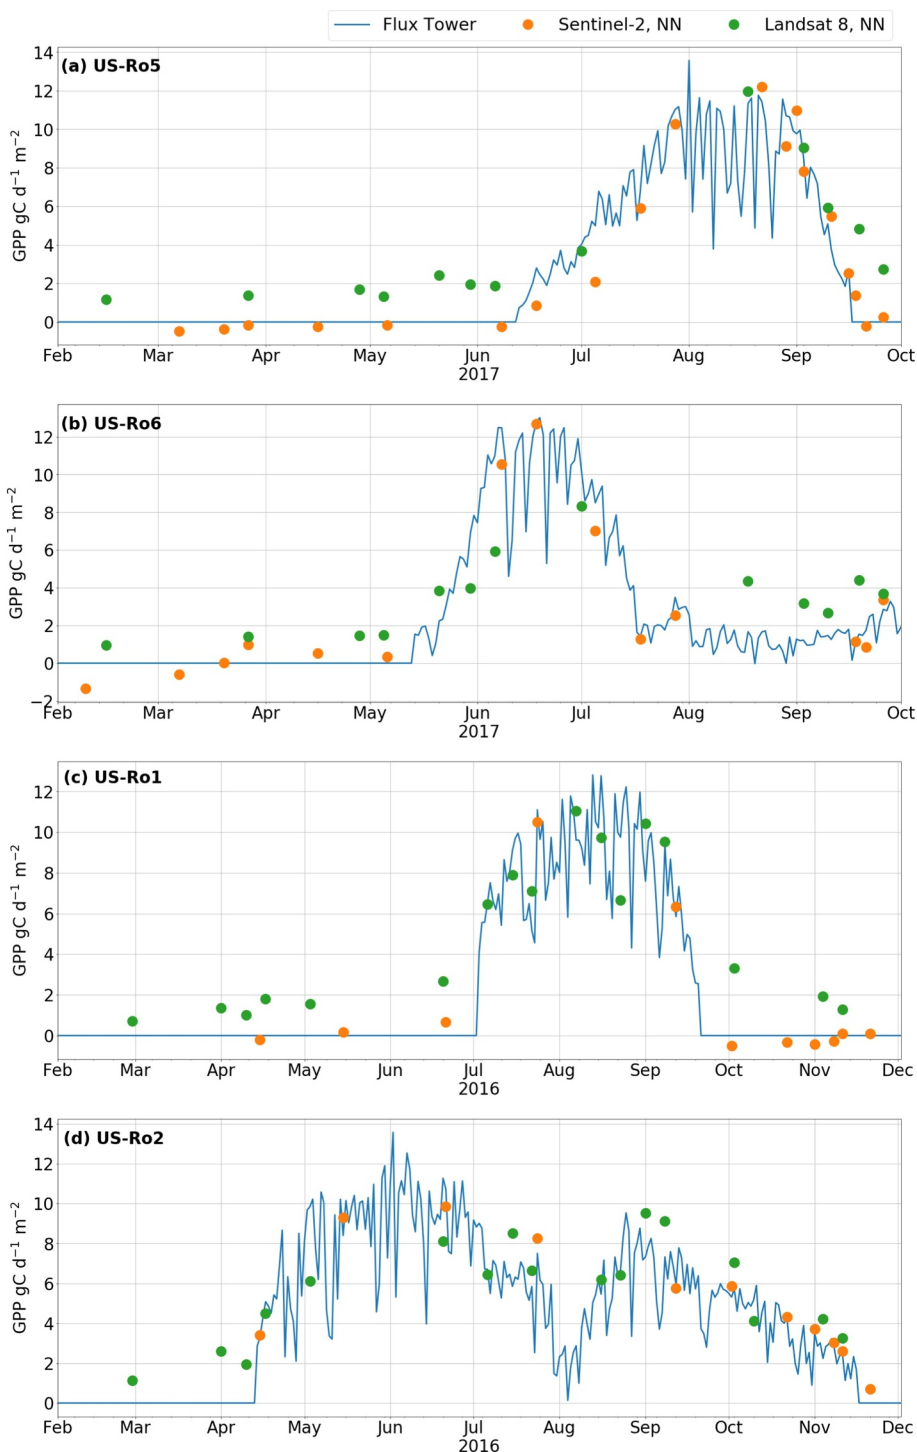 Flux Tower Sentinel-2, NN Landsat 8, NN
(a) US-Ro5
GPP gC d⁻¹ m⁻²
14
12
10
8
6
4
2
0
Feb Mar Apr May Jun Jul Aug Sep Oct
2017
(b) US-Ro6
GPP gC d⁻¹ m⁻²
12
10
8
6
4
2
0
−2
Feb Mar Apr May Jun Jul Aug Sep Oct
2017
(c) US-Ro1
GPP gC d⁻¹ m⁻²
12
10
8
6
4
2
0
Feb Mar Apr May Jun Jul Aug Sep Oct Nov Dec
2016
(d) US-Ro2
GPP gC d⁻¹ m⁻²
14
12
10
8
6
4
2
0
Feb Mar Apr May Jun Jul Aug Sep Oct Nov Dec
2016